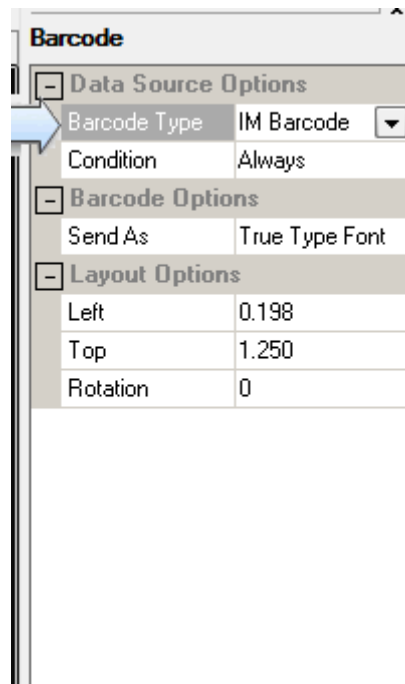 Barcode
Data Source Options
Barcode Type IM Barcode
Condition Always
Barcode Options
Send As True Type Font
Layout Options
Left 0.198
Top 1.250
Rotation 0